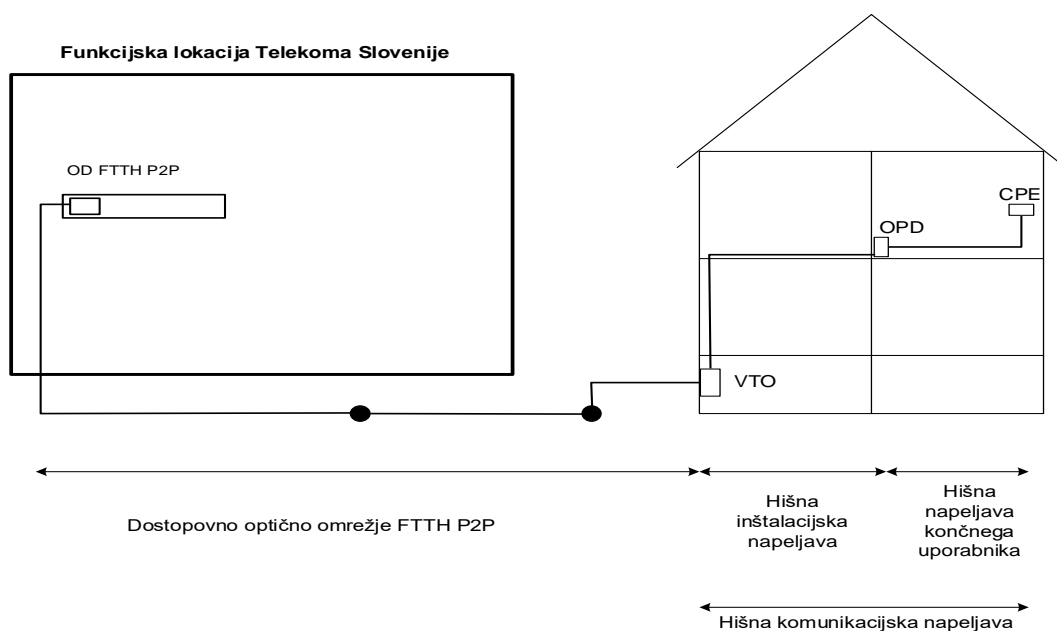 Funkcijska lokacija Telekoma Slovenije
OD FTTH P2P
CPE
OPD
VTO
Dostopovno optično omrežje FTTH P2P
Hišna
inštalacijska
napeljava
Hišna
napeljava
končnega
uporabnika
Hišna komunikacijska napeljava